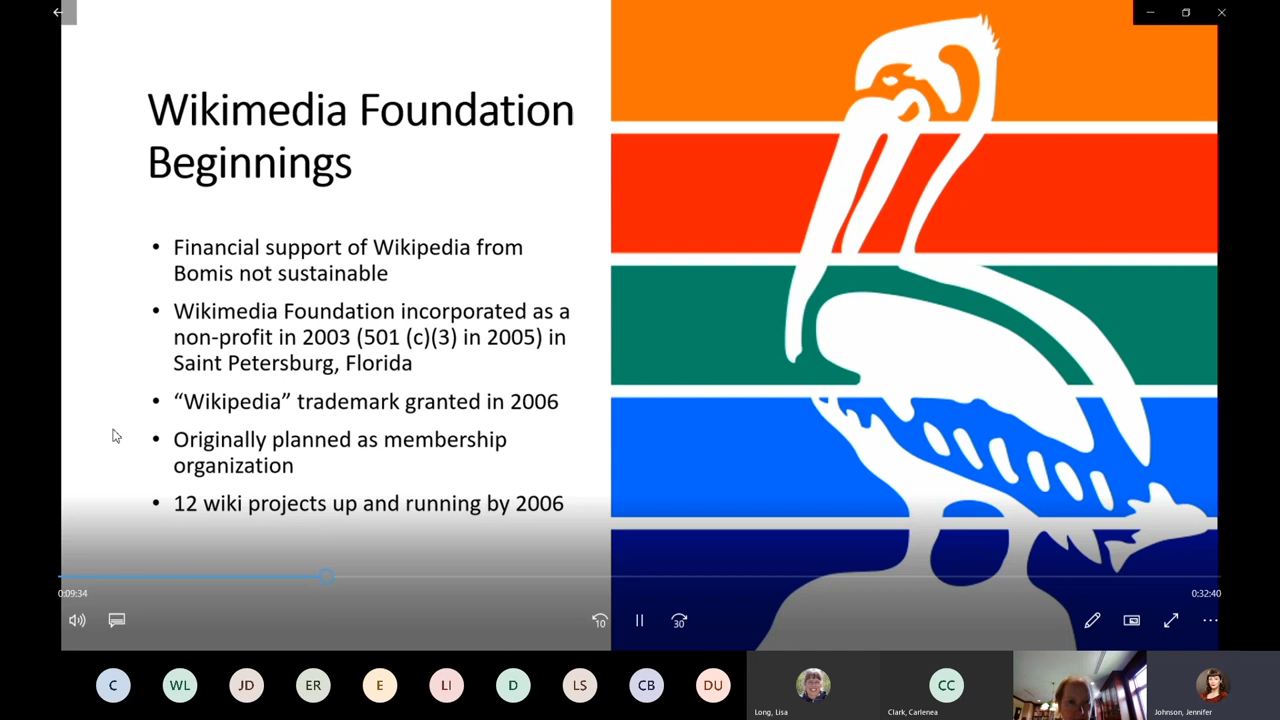 Wikimedia Foundation
Beginnings
• Financial support of Wikipedia from
Bomis not sustainable
• Wikimedia Foundation incorporated as a
non-profit in 2003 (501 (c)(3) in 2005) in
Saint Petersburg, Florida
• “Wikipedia” trademark granted in 2006
• Originally planned as membership
organization
• 12 wiki projects up and running by 2006
0:09:34
0:32:40
10
30
C
WL
JD
ER
E
LI
D
LS
CB
DU
CC
Long, Lisa
Clark, Carlenea
Johnson, Jennifer